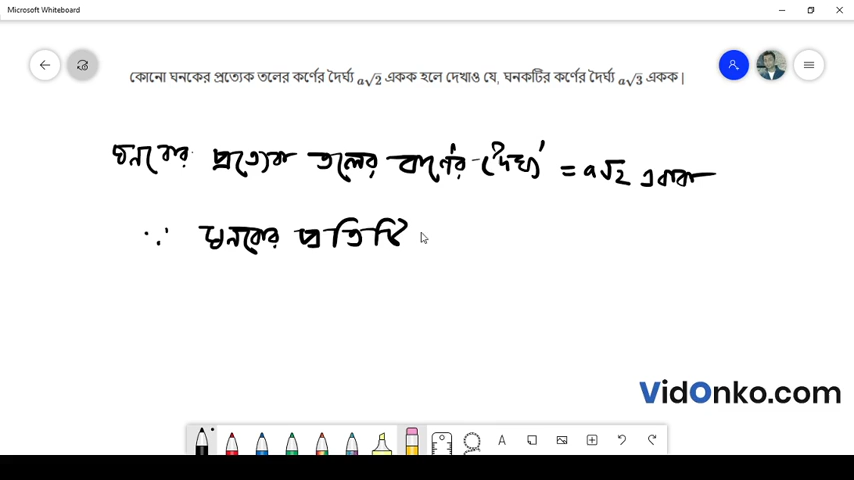 Microsoft Whiteboard
কোনো ঘনকের প্রত্যেক তলের কর্ণের দৈর্ঘ্য a√2 একক হলে দেখাও যে, ঘনকটির কর্ণের দৈর্ঘ্য a√3 একক।
ঘনকের প্রত্যেক তলের কর্ণের দৈর্ঘ্য = a√2 একক
∵ ঘনকের প্রতিটি
VidOnko.com